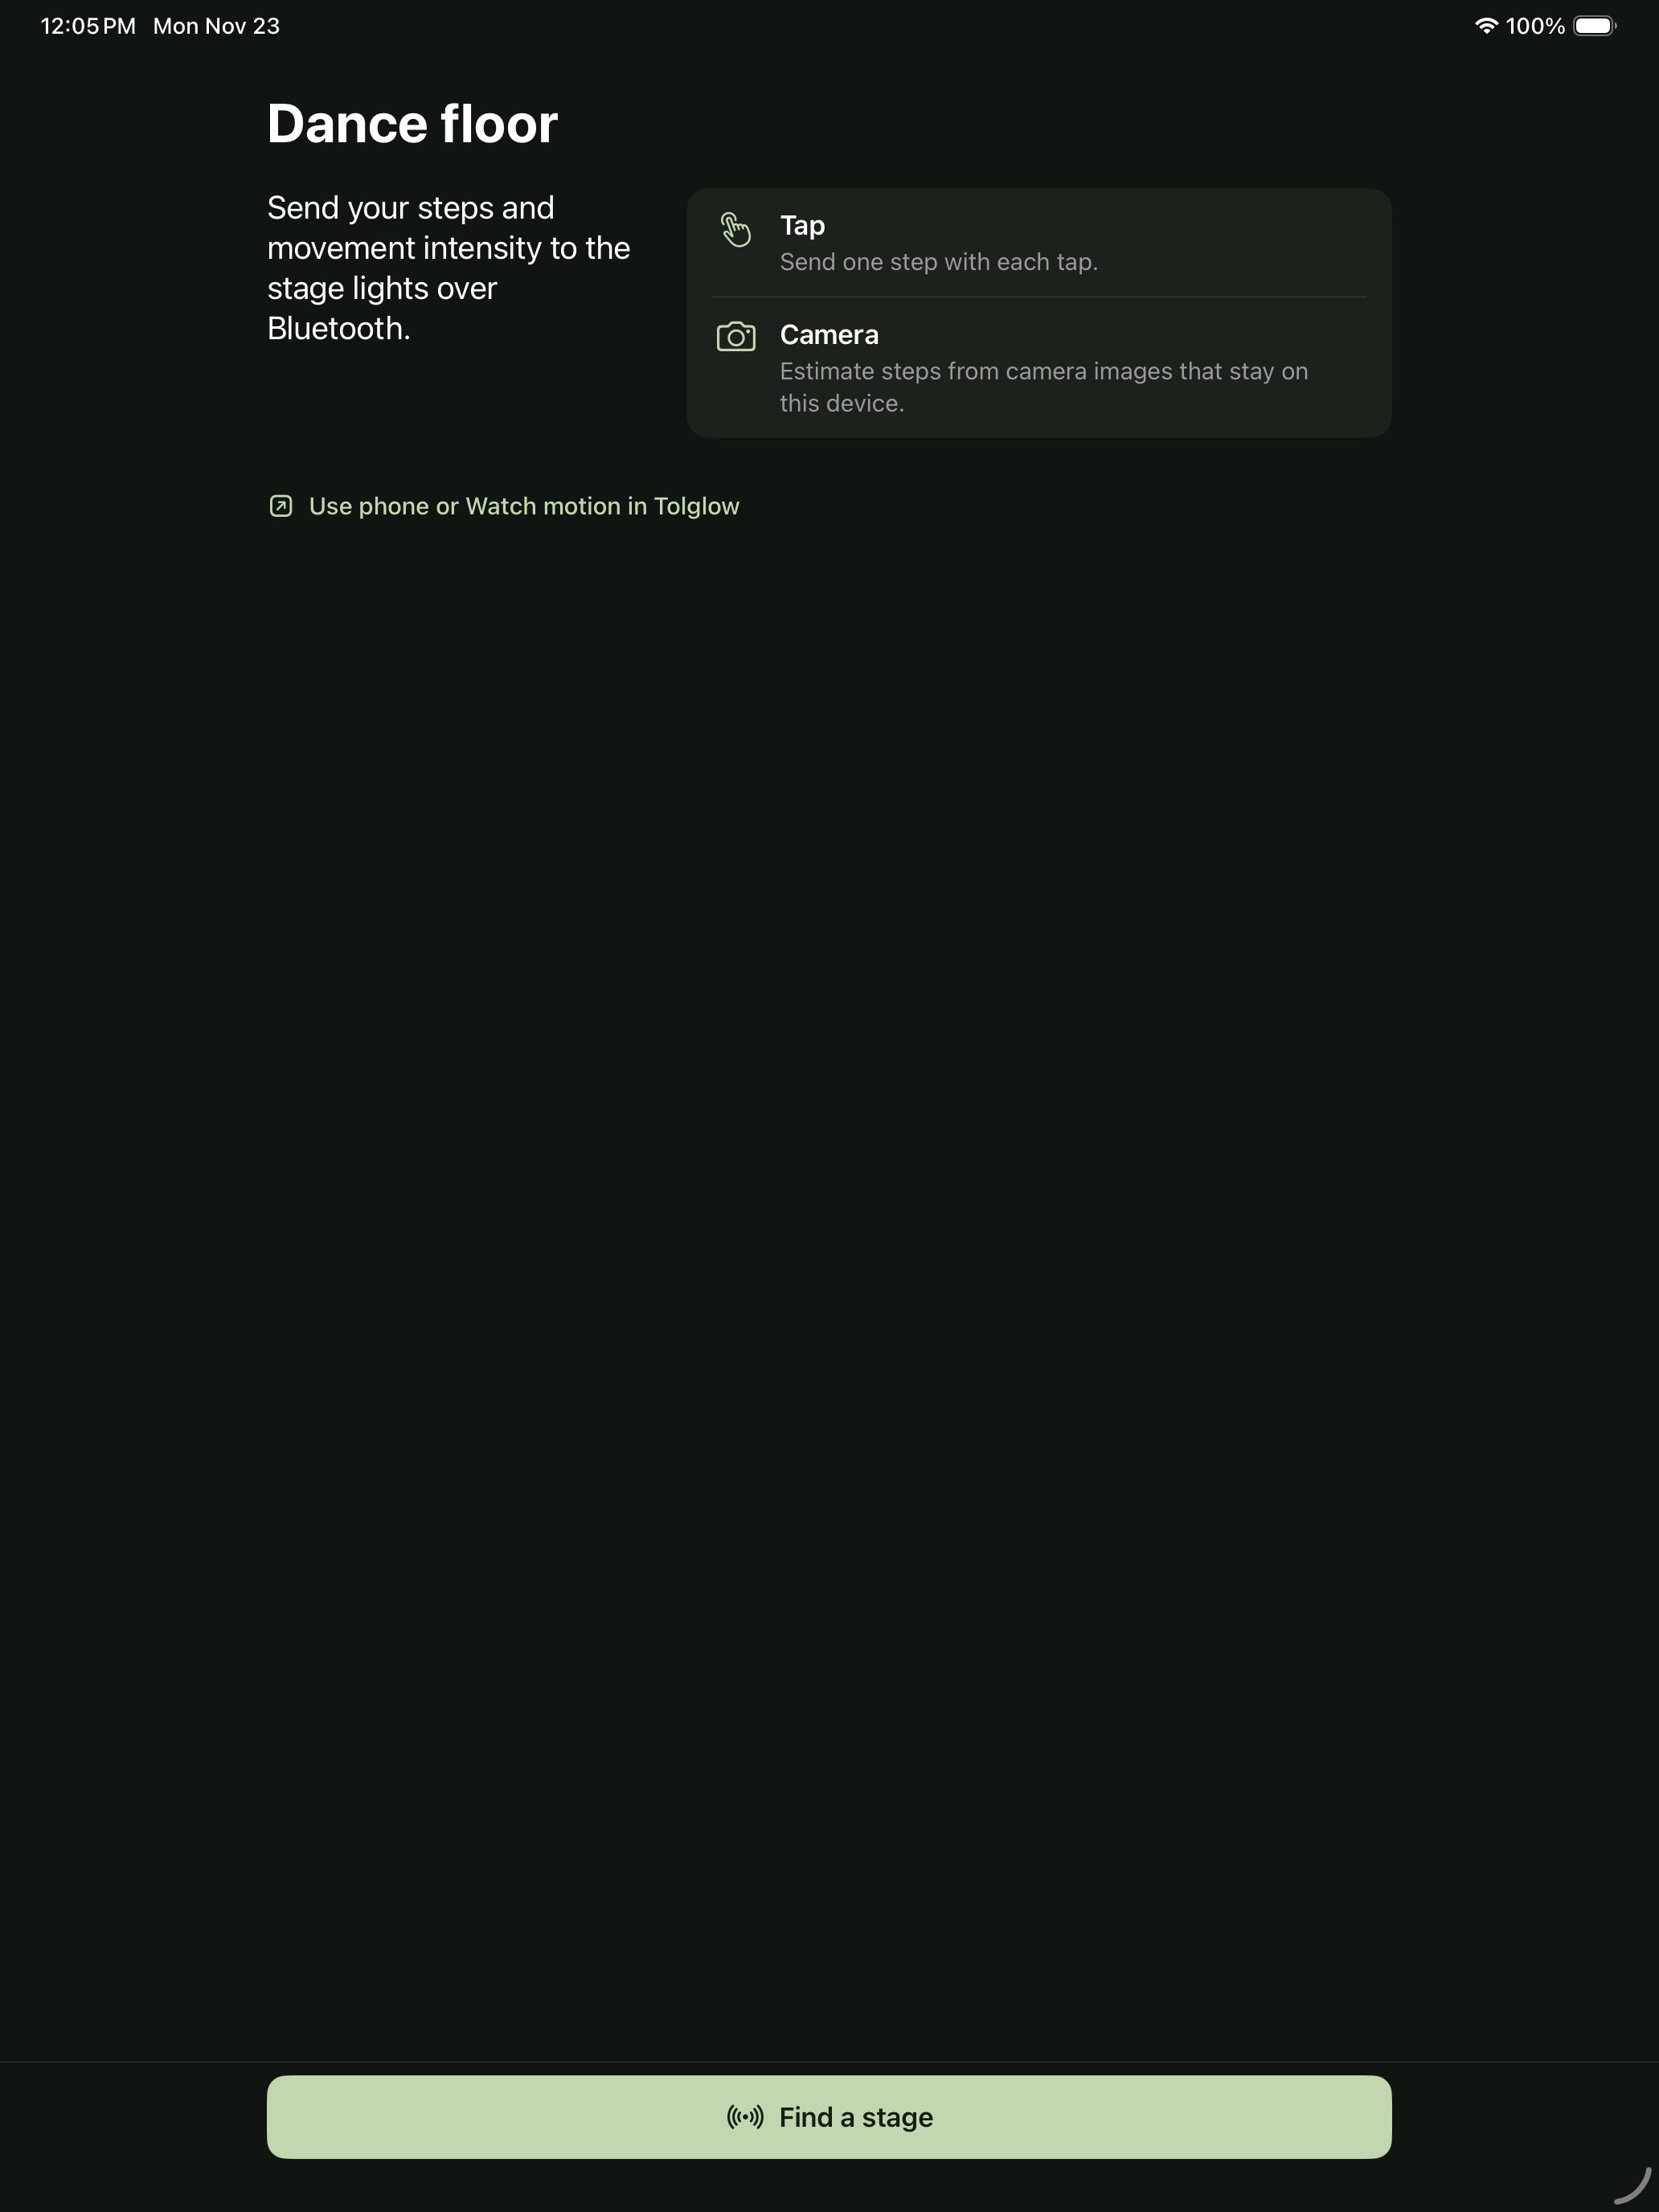 12:05 PM Mon Nov 23
100%
Dance floor
Send your steps and
movement intensity to the
stage lights over
Bluetooth.
Tap
Send one step with each tap.
Camera
Estimate steps from camera images that stay on
this device.
Use phone or Watch motion in Tolglow
Find a stage